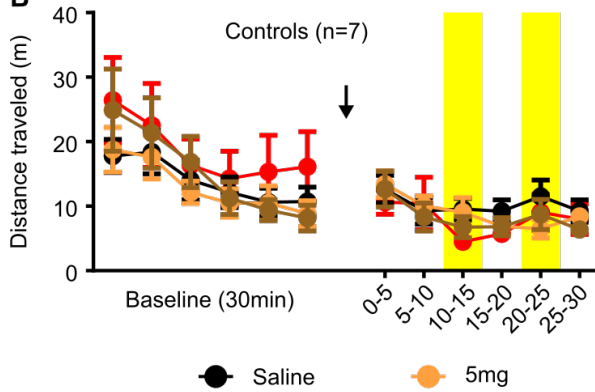 40
Controls (n=7)
30
Distance traveled (m)
20
10
0
Baseline (30min)
0-5
5-10
10-15
15-20
20-25
25-30
Saline
5mg